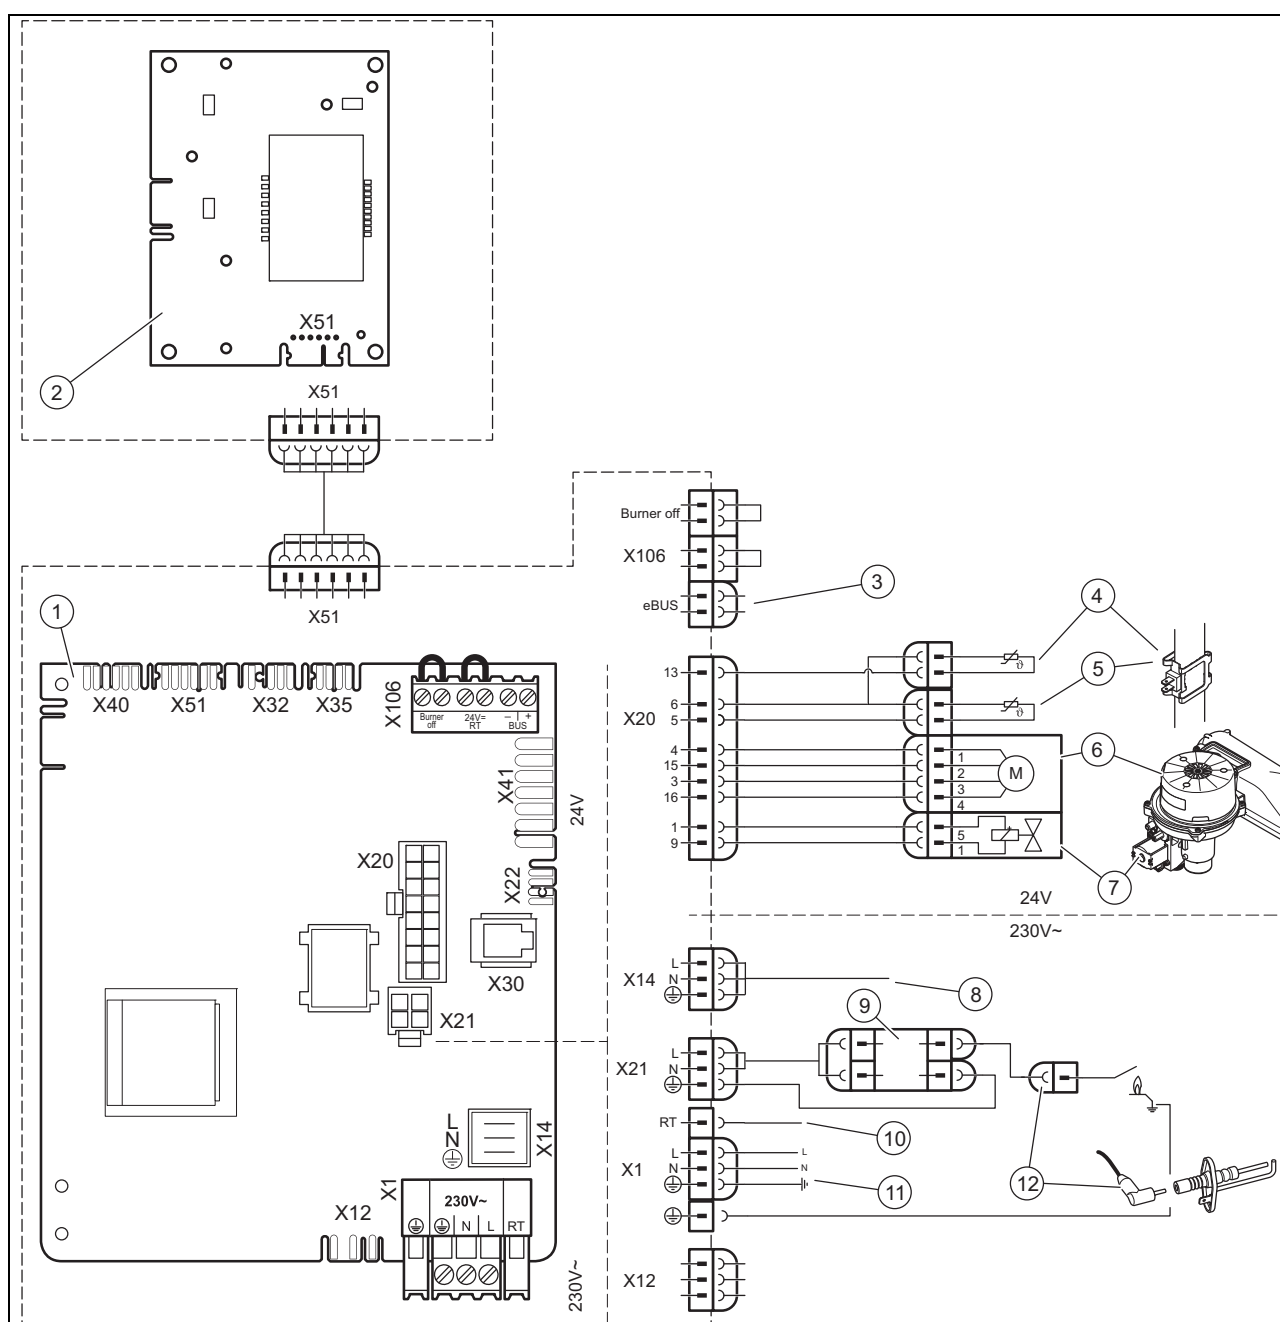 X51
2
X51
X51
1
X40
X51
X32
X35
X106
Burner
off
24V=
RT
– | +
BUS
X41
24V
X20
X22
X30
X21
L
N
X14
X1
230V~
N
L
RT
X12
230V~
Burner off
X106
eBUS
3
X20
13
6
5
4
15
3
16
1
9
1
2
3
4
M
5
1
ϑ
ϑ
4
5
6
7
24V
230V~
X14
L
N
8
9
X21
L
N
RT
10
X1
L
N
L
N
11
12
X12